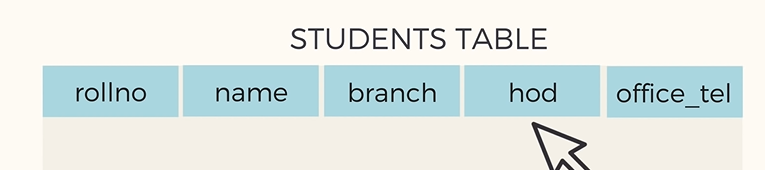 STUDENTS TABLE
rollno name branch hod office_tel